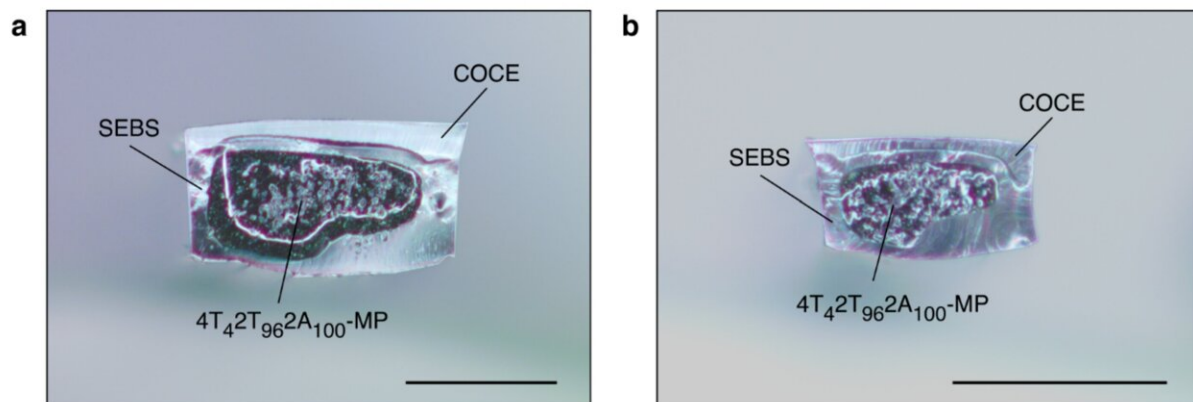 a
COCE
SEBS
4T₄2T₉₆2A₁₀₀-MP
b
COCE
SEBS
4T₄2T₉₆2A₁₀₀-MP